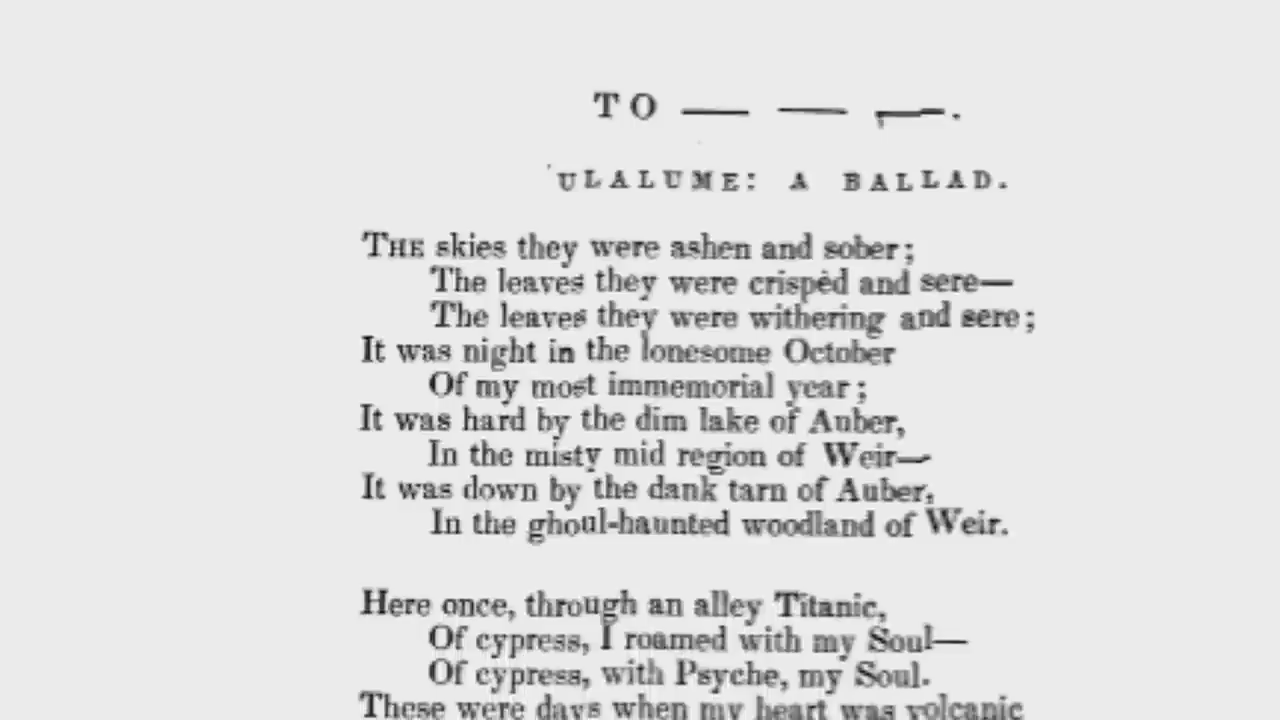 TO — — —.
ULALUME: A BALLAD.
THE skies they were ashen and sober;
The leaves they were crispèd and sere—
The leaves they were withering and sere;
It was night in the lonesome October
Of my most immemorial year;
It was hard by the dim lake of Auber,
In the misty mid region of Weir—
It was down by the dank tarn of Auber,
In the ghoul-haunted woodland of Weir.
Here once, through an alley Titanic,
Of cypress, I roamed with my Soul—
Of cypress, with Psyche, my Soul.
These were days when my heart was volcanic